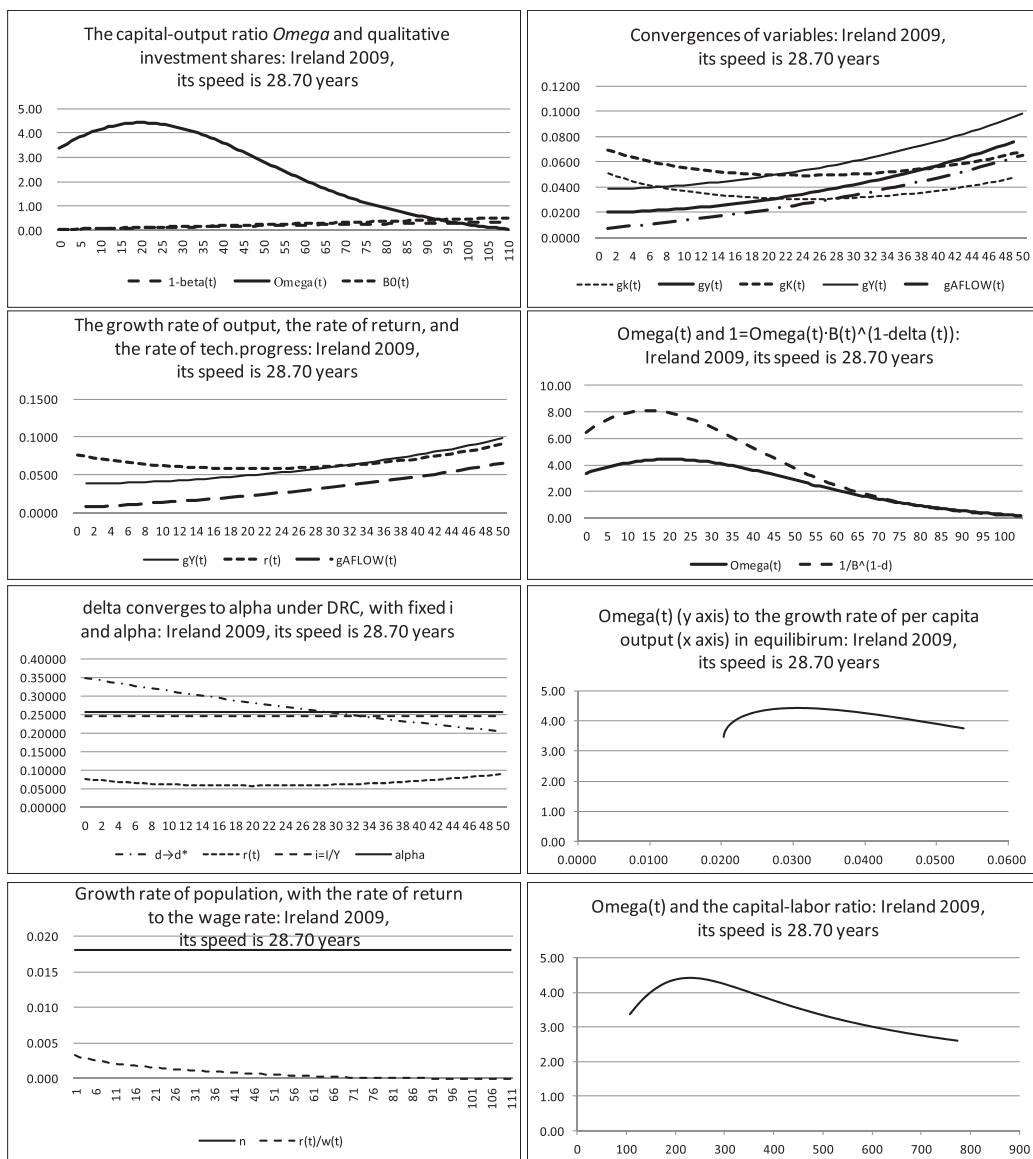 The capital-output ratio Omega and qualitative
investment shares: Ireland 2009,
its speed is 28.70 years
5.00
4.00
3.00
2.00
1.00
0.00
0 5 10 15 20 25 30 35 40 45 50 55 60 65 70 75 80 85 90 95 100 105 110
1-beta(t) Omega(t) B0(t)
Convergences of variables: Ireland 2009,
its speed is 28.70 years
0.1200
0.1000
0.0800
0.0600
0.0400
0.0200
0.0000
0 2 4 6 8 10 12 14 16 18 20 22 24 26 28 30 32 34 36 38 40 42 44 46 48 50
gk(t) gy(t) gK(t) gY(t) gAFLOW(t)
The growth rate of output, the rate of return, and
the rate of tech.progress: Ireland 2009,
its speed is 28.70 years
0.1500
0.1000
0.0500
0.0000
0 2 4 6 8 10 12 14 16 18 20 22 24 26 28 30 32 34 36 38 40 42 44 46 48 50
gY(t) r(t) gAFLOW(t)
Omega(t) and 1=Omega(t)·B(t)^(1-delta (t)):
Ireland 2009, its speed is 28.70 years
10.00
8.00
6.00
4.00
2.00
0.00
0 5 10 15 20 25 30 35 40 45 50 55 60 65 70 75 80 85 90 95 100
Omega(t) 1/B^(1-d)
delta converges to alpha under DRC, with fixed i
and alpha: Ireland 2009, its speed is 28.70 years
0.40000
0.35000
0.30000
0.25000
0.20000
0.15000
0.10000
0.05000
0.00000
0 2 4 6 8 10 12 14 16 18 20 22 24 26 28 30 32 34 36 38 40 42 44 46 48 50
d→d* r(t) i=I/Y alpha
Omega(t) (y axis) to the growth rate of per capita
output (x axis) in equilibirum: Ireland 2009,
its speed is 28.70 years
5.00
4.00
3.00
2.00
1.00
0.00
0.0000 0.0100 0.0200 0.0300 0.0400 0.0500 0.0600
Growth rate of population, with the rate of return
to the wage rate: Ireland 2009,
its speed is 28.70 years
0.020
0.015
0.010
0.005
0.000
1 6 11 16 21 26 31 36 41 46 51 56 61 66 71 76 81 86 91 96 101 106 111
n r(t)/w(t)
Omega(t) and the capital-labor ratio: Ireland 2009,
its speed is 28.70 years
5.00
4.00
3.00
2.00
1.00
0.00
0 100 200 300 400 500 600 700 800 900